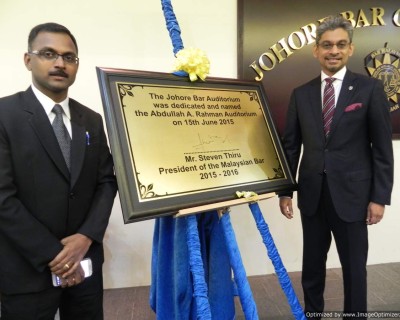 JOHORE BAR
The Johore Bar Auditorium
was dedicated and named
the Abdullah A. Rahman Auditorium
on 15th June 2015
Mr. Steven Thiru
President of the Malaysian Bar
2015 - 2016
Optimized by www.ImageOptimizer.net